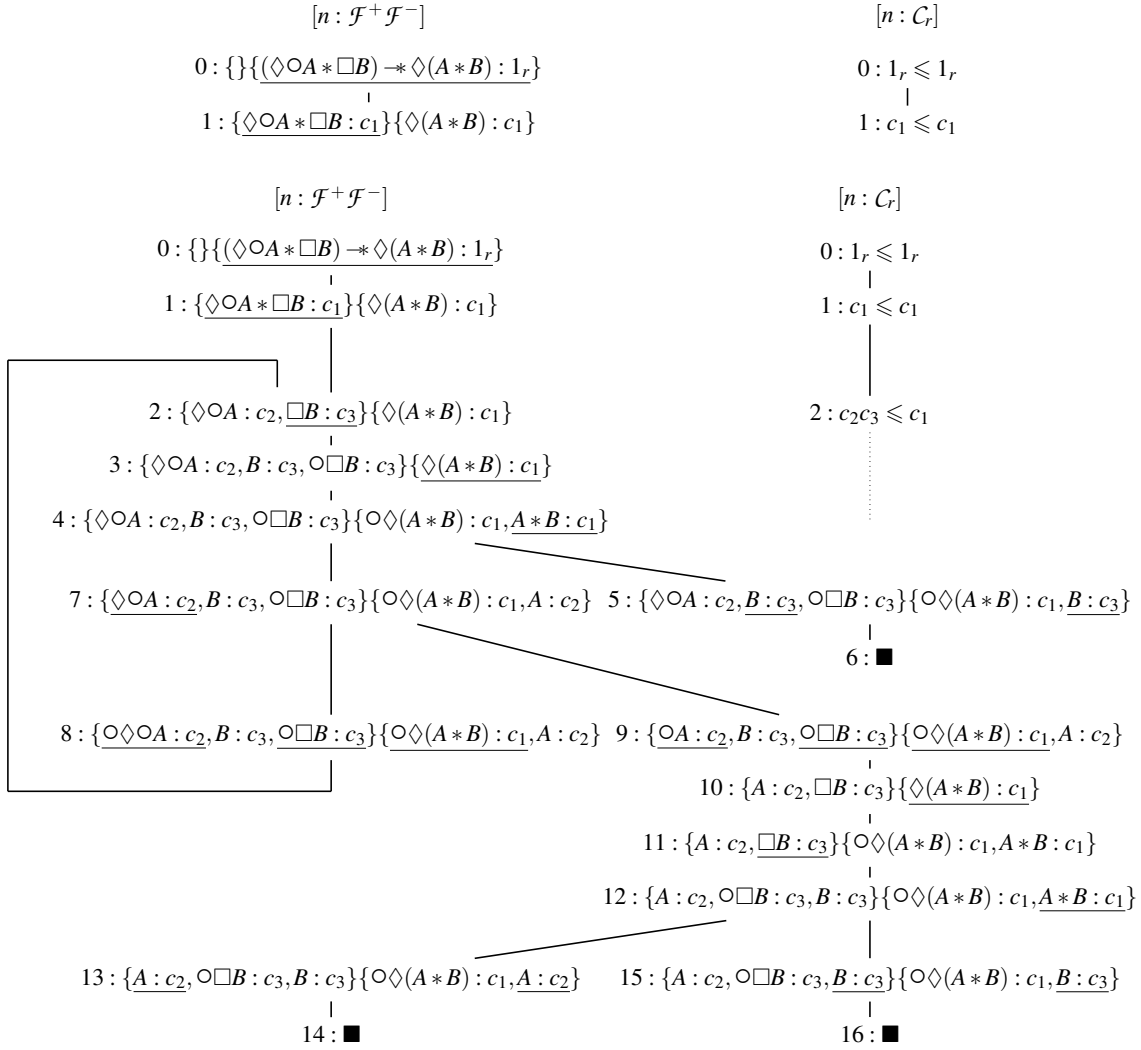 [n : ℱ⁺ℱ⁻] [n : 𝒞ᵣ]
0 : {}{(◊○A ∗ □B) −∗ ◊(A ∗ B) : 1ᵣ} 0 : 1ᵣ ⩽ 1ᵣ
1 : {◊○A ∗ □B : c₁}{◊(A ∗ B) : c₁} 1 : c₁ ⩽ c₁
[n : ℱ⁺ℱ⁻] [n : 𝒞ᵣ]
0 : {}{(◊○A ∗ □B) −∗ ◊(A ∗ B) : 1ᵣ} 0 : 1ᵣ ⩽ 1ᵣ
1 : {◊○A ∗ □B : c₁}{◊(A ∗ B) : c₁} 1 : c₁ ⩽ c₁
2 : {◊○A : c₂, □B : c₃}{◊(A ∗ B) : c₁} 2 : c₂c₃ ⩽ c₁
3 : {◊○A : c₂, B : c₃, ○□B : c₃}{◊(A ∗ B) : c₁}
4 : {◊○A : c₂, B : c₃, ○□B : c₃}{○◊(A ∗ B) : c₁, A ∗ B : c₁}
7 : {◊○A : c₂, B : c₃, ○□B : c₃}{○◊(A ∗ B) : c₁, A : c₂} 5 : {◊○A : c₂, B : c₃, ○□B : c₃}{○◊(A ∗ B) : c₁, B : c₃}
6 : ■
8 : {○◊○A : c₂, B : c₃, ○□B : c₃}{○◊(A ∗ B) : c₁, A : c₂} 9 : {○A : c₂, B : c₃, ○□B : c₃}{○◊(A ∗ B) : c₁, A : c₂}
10 : {A : c₂, □B : c₃}{◊(A ∗ B) : c₁}
11 : {A : c₂, □B : c₃}{○◊(A ∗ B) : c₁, A ∗ B : c₁}
12 : {A : c₂, ○□B : c₃, B : c₃}{○◊(A ∗ B) : c₁, A ∗ B : c₁}
13 : {A : c₂, ○□B : c₃, B : c₃}{○◊(A ∗ B) : c₁, A : c₂} 15 : {A : c₂, ○□B : c₃, B : c₃}{○◊(A ∗ B) : c₁, B : c₃}
14 : ■ 16 : ■